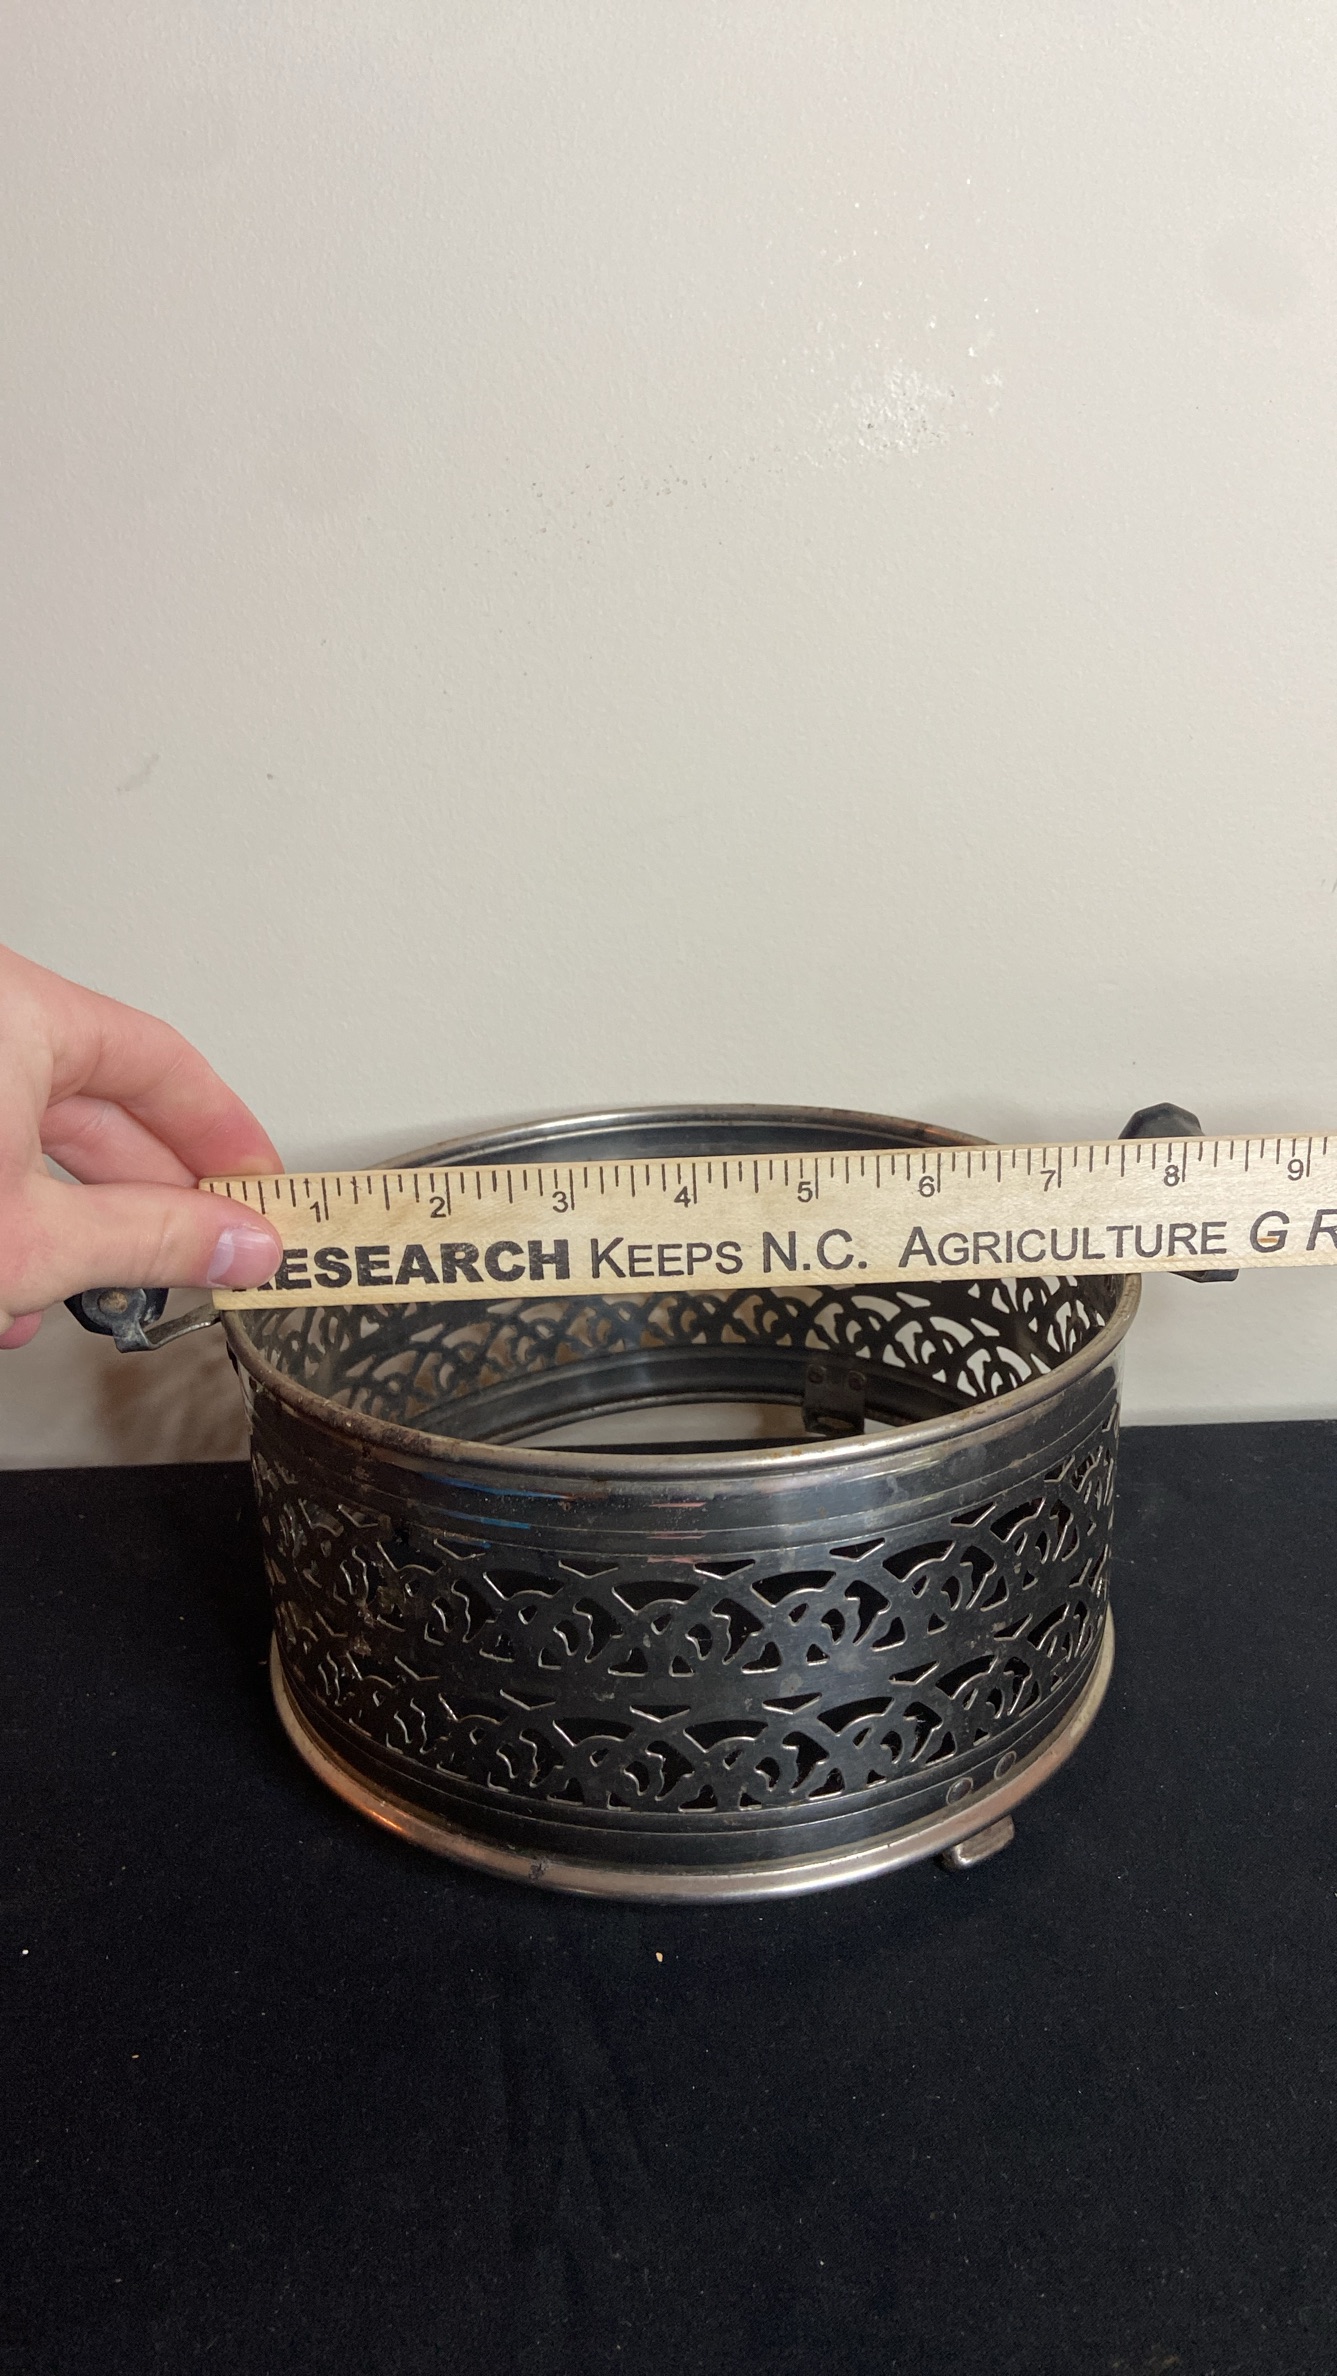 1 2 3 4 5 6 7 8 9
RESEARCH KEEPS N.C. AGRICULTURE G R